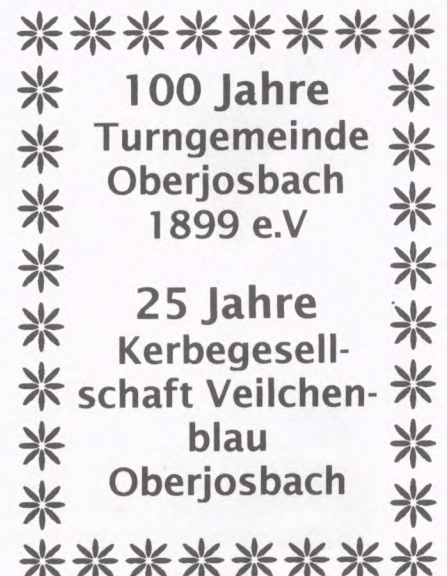 100 Jahre
Turngemeinde
Oberjosbach
1899 e.V
25 Jahre
Kerbegesell-
schaft Veilchen-
blau
Oberjosbach